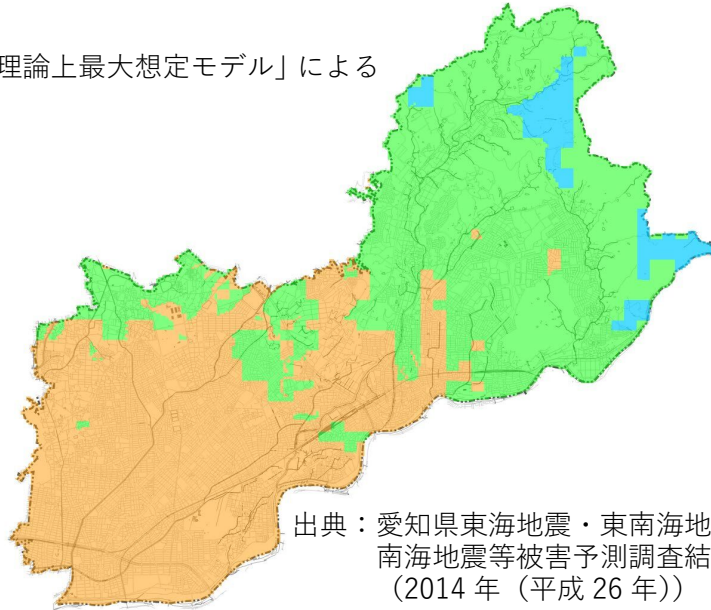 理論上最大想定モデル」による
出典：愛知県東海地震・東南海地
南海地震等被害予測調査結
（2014 年（平成 26 年））